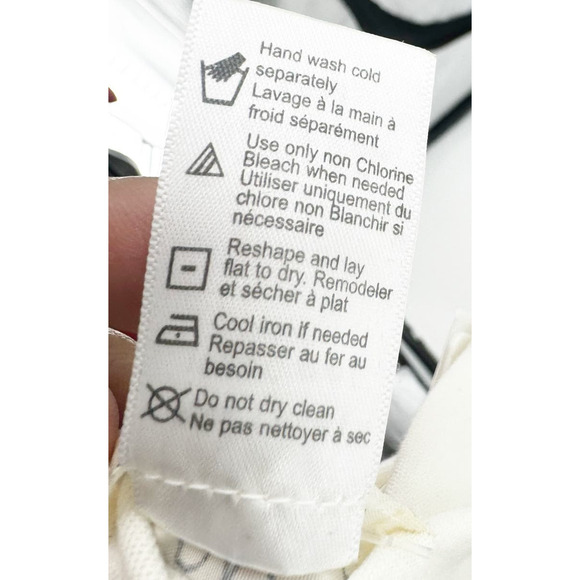 Hand wash cold
separately
Lavage à la main à
froid séparément
Use only non Chlorine
Bleach when needed
Utiliser uniquement du
chlore non Blanchir si
nécessaire
Reshape and lay
flat to dry. Remodeler
et sécher à plat
Cool iron if needed
Repasser au fer au
besoin
Do not dry clean
Ne pas nettoyer à sec